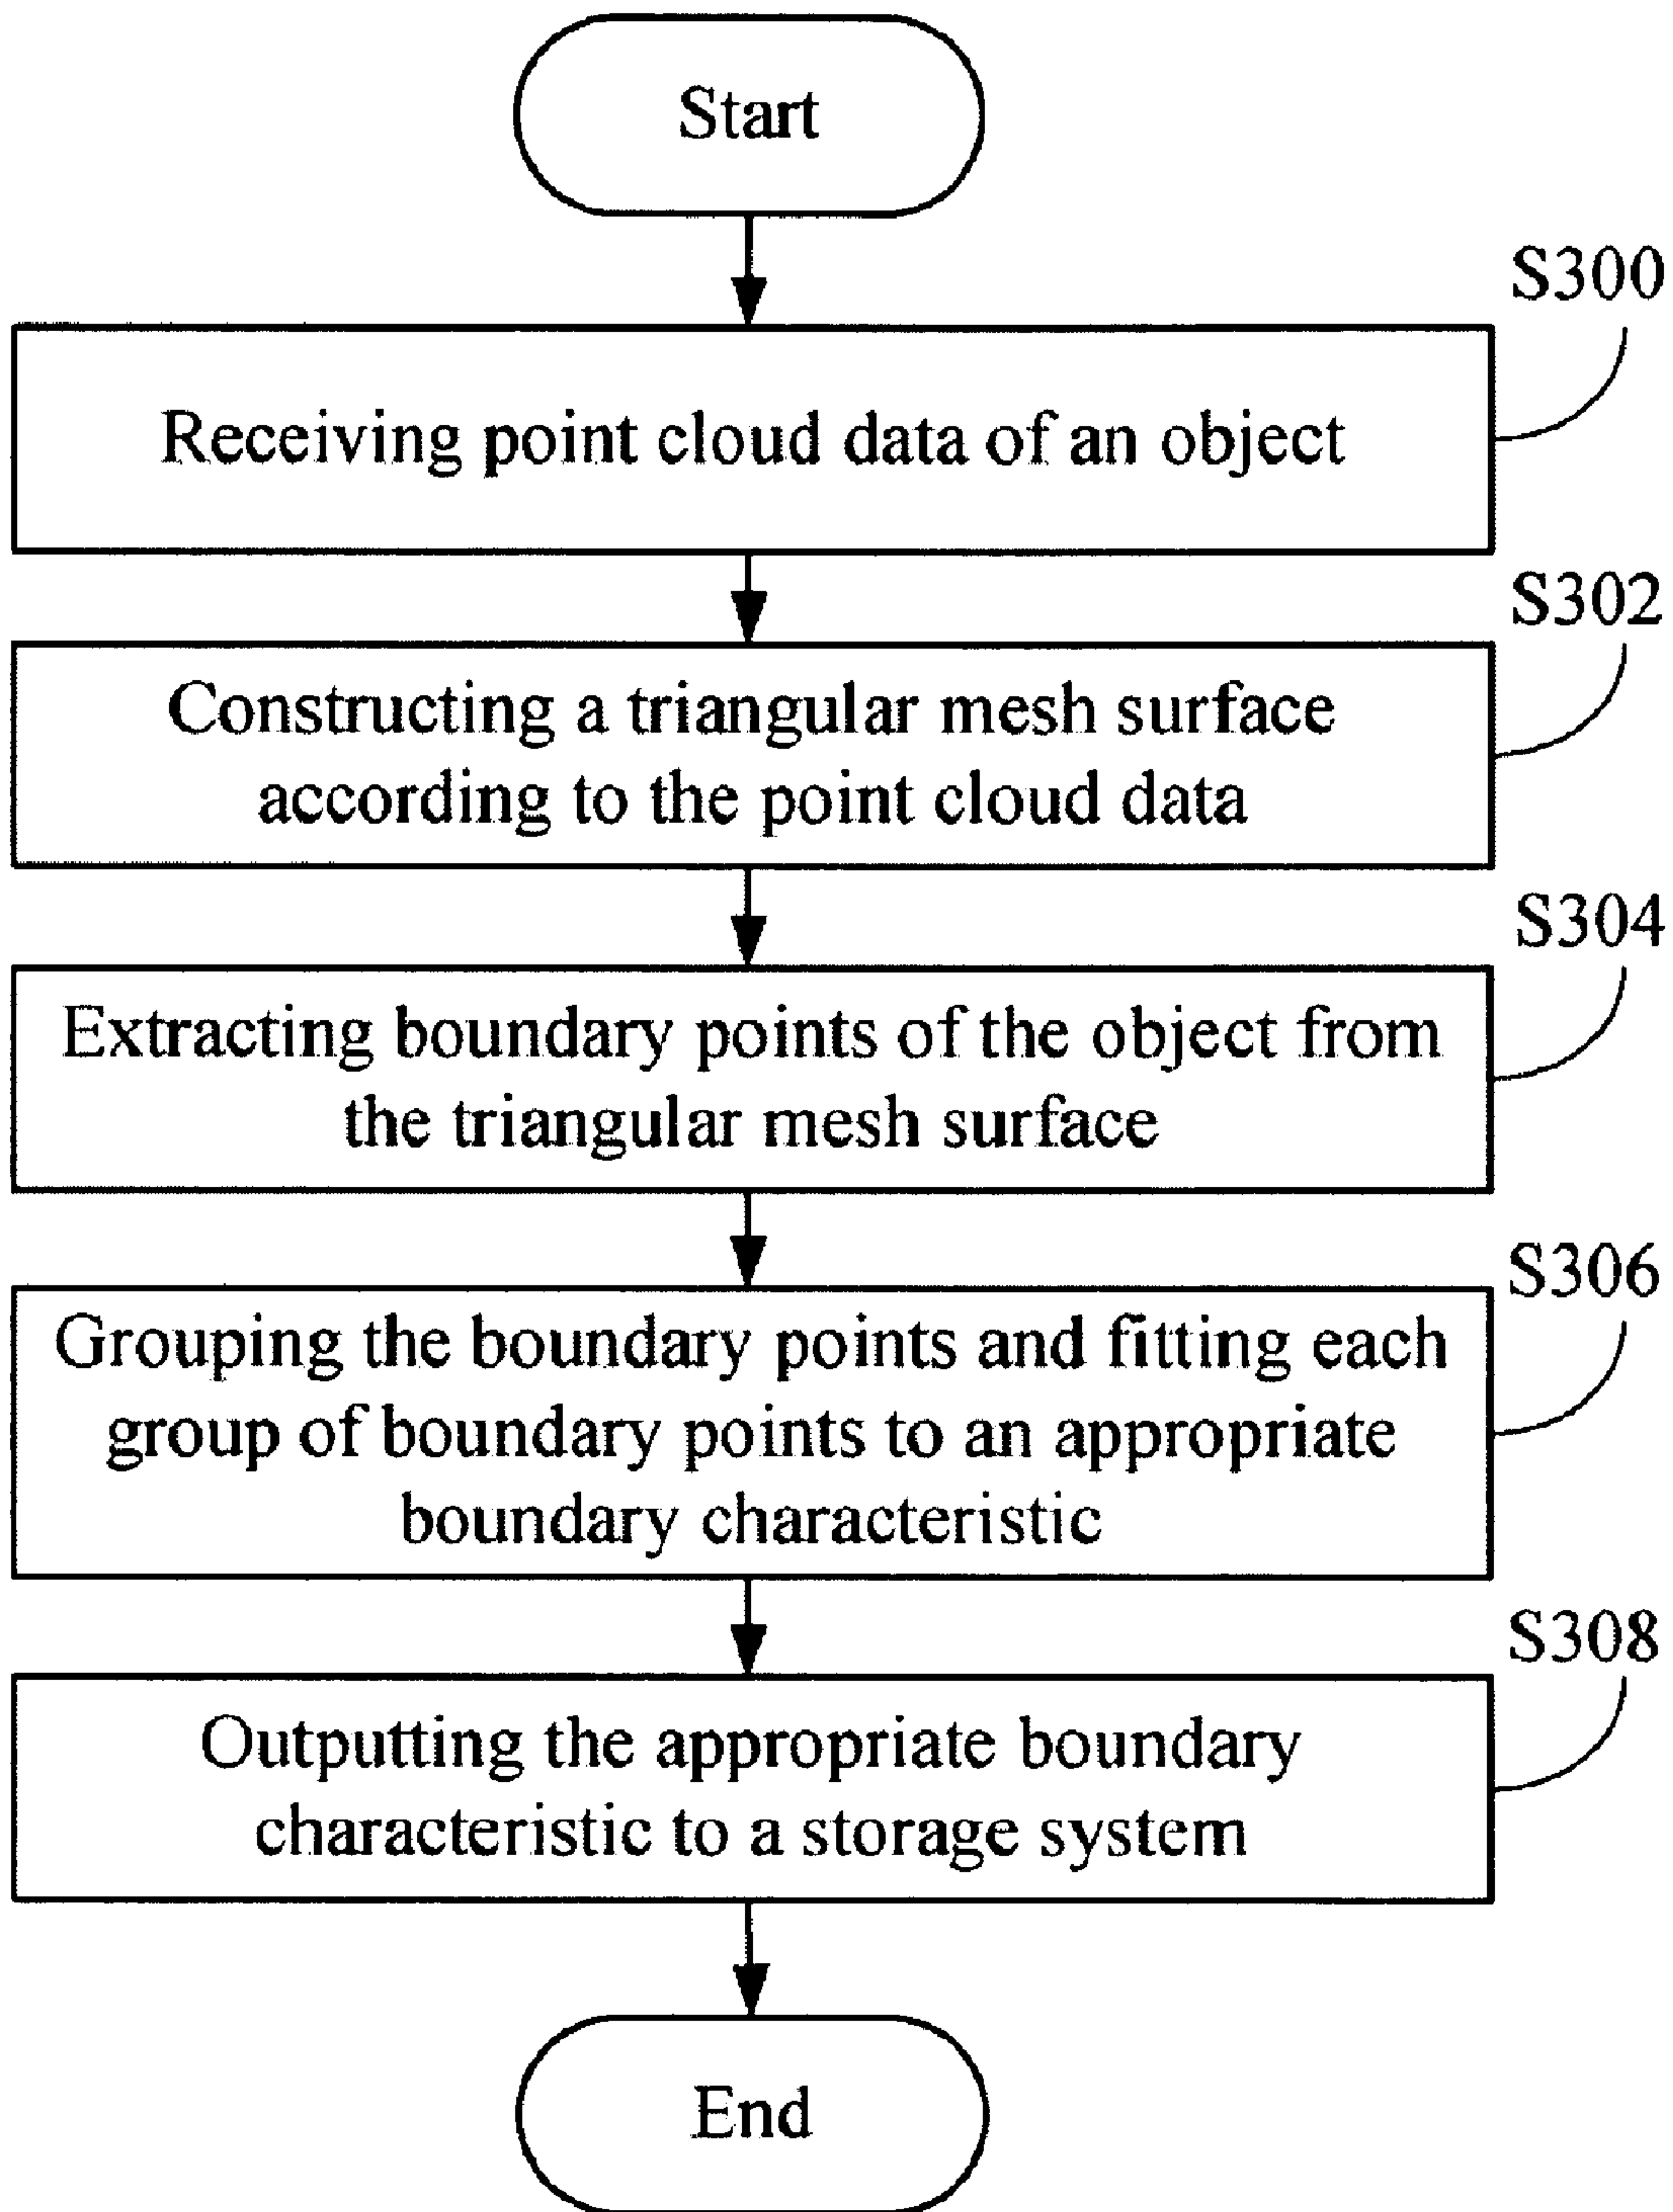 Start
S300
Receiving point cloud data of an object
S302
Constructing a triangular mesh surface
according to the point cloud data
S304
Extracting boundary points of the object from
the triangular mesh surface
S306
Grouping the boundary points and fitting each
group of boundary points to an appropriate
boundary characteristic
S308
Outputting the appropriate boundary
characteristic to a storage system
End